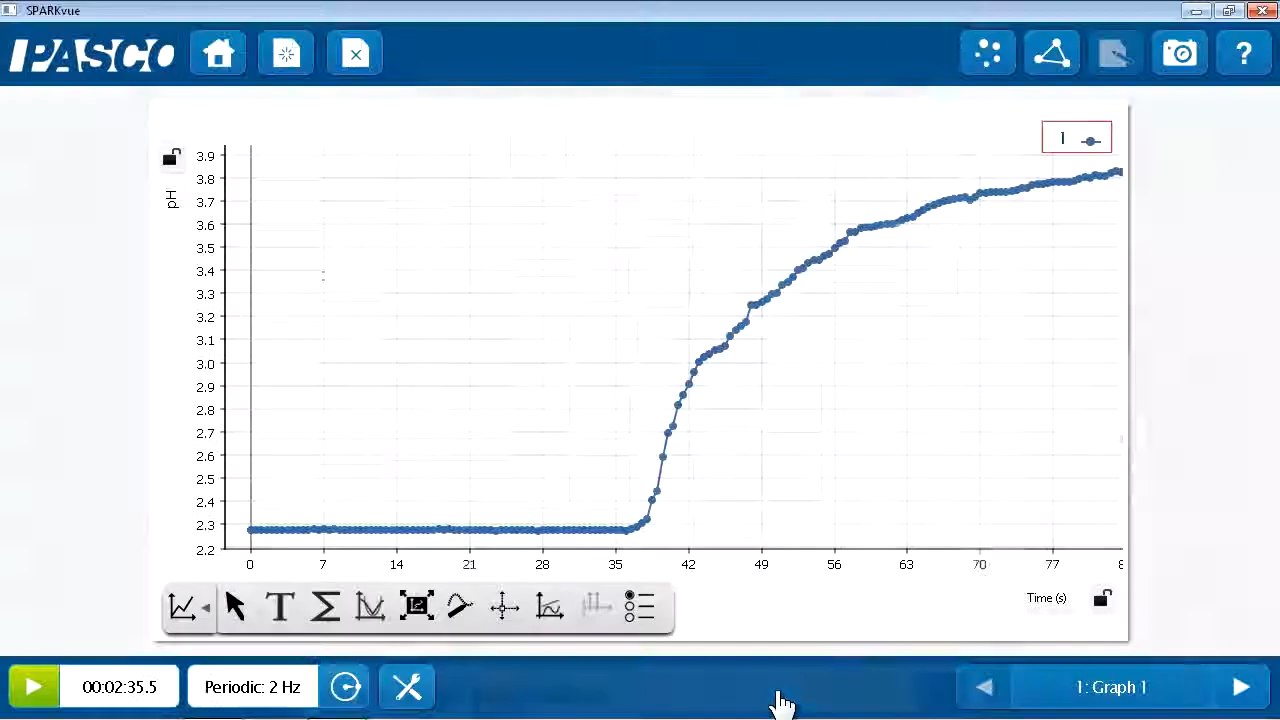 SPARKvue
PASCO
?
1
3.9
3.8
3.7
3.6
3.5
3.4
3.3
3.2
3.1
3.0
2.9
2.8
2.7
2.6
2.5
2.4
2.3
2.2
pH
0 7 14 21 28 35 42 49 56 63 70 77
Time (s)
T Σ
00:02:35.5 Periodic: 2 Hz 1: Graph 1